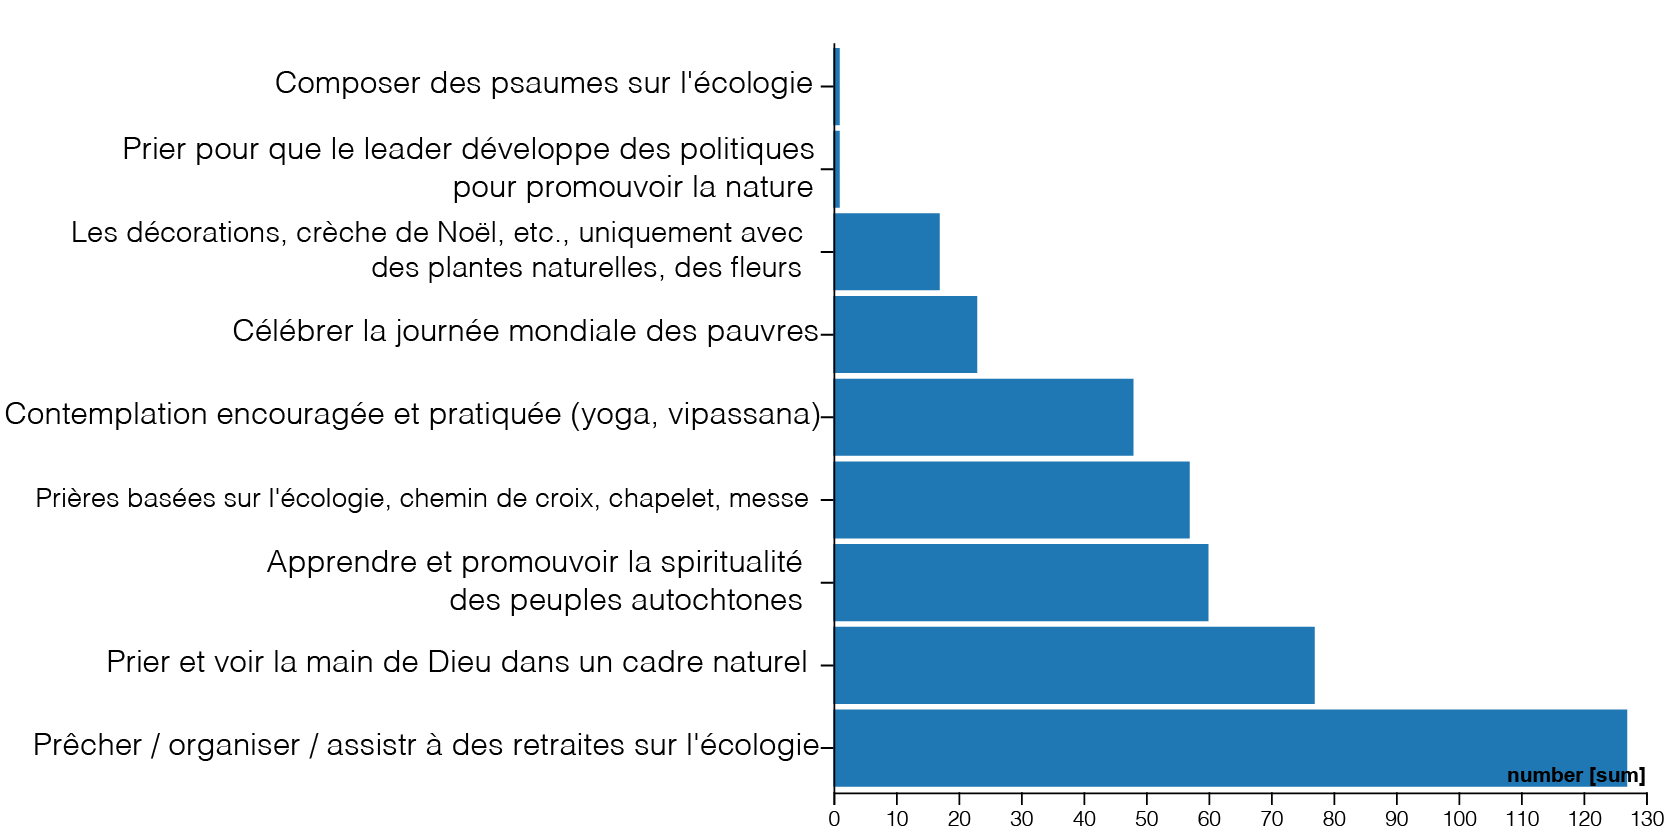 Composer des psaumes sur l'écologie
Prier pour que le leader développe des politiques
pour promouvoir la nature
Les décorations, crèche de Noël, etc., uniquement avec
des plantes naturelles, des fleurs
Célébrer la journée mondiale des pauvres
Contemplation encouragée et pratiquée (yoga, vipassana)
Prières basées sur l'écologie, chemin de croix, chapelet, messe
Apprendre et promouvoir la spiritualité
des peuples autochtones
Prier et voir la main de Dieu dans un cadre naturel
Prêcher / organiser / assistr à des retraites sur l'écologie
number [sum]
0 10 20 30 40 50 60 70 80 90 100 110 120 130